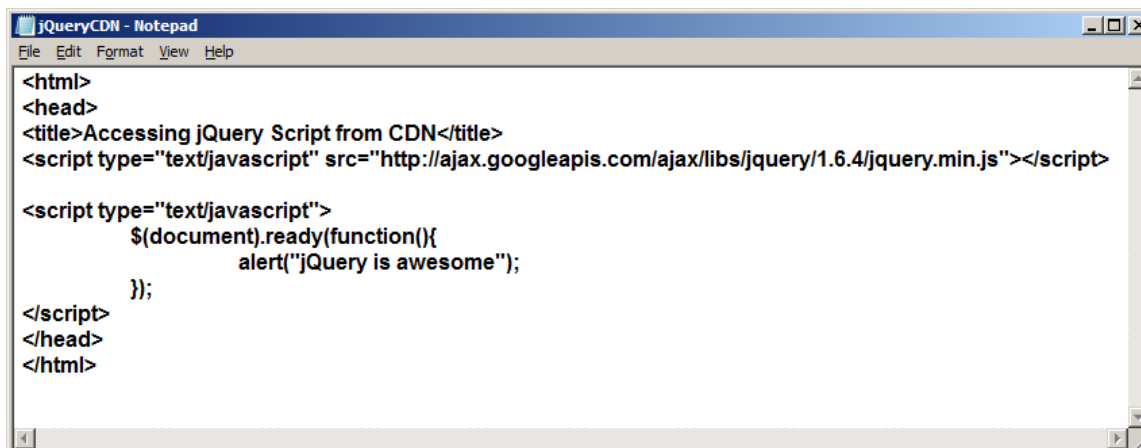 jQueryCDN - Notepad
File Edit Format View Help
<html>
<head>
<title>Accessing jQuery Script from CDN</title>
<script type="text/javascript" src="http://ajax.googleapis.com/ajax/libs/jquery/1.6.4/jquery.min.js"></script>
<script type="text/javascript">
$(document).ready(function(){
alert("jQuery is awesome");
});
</script>
</head>
</html>